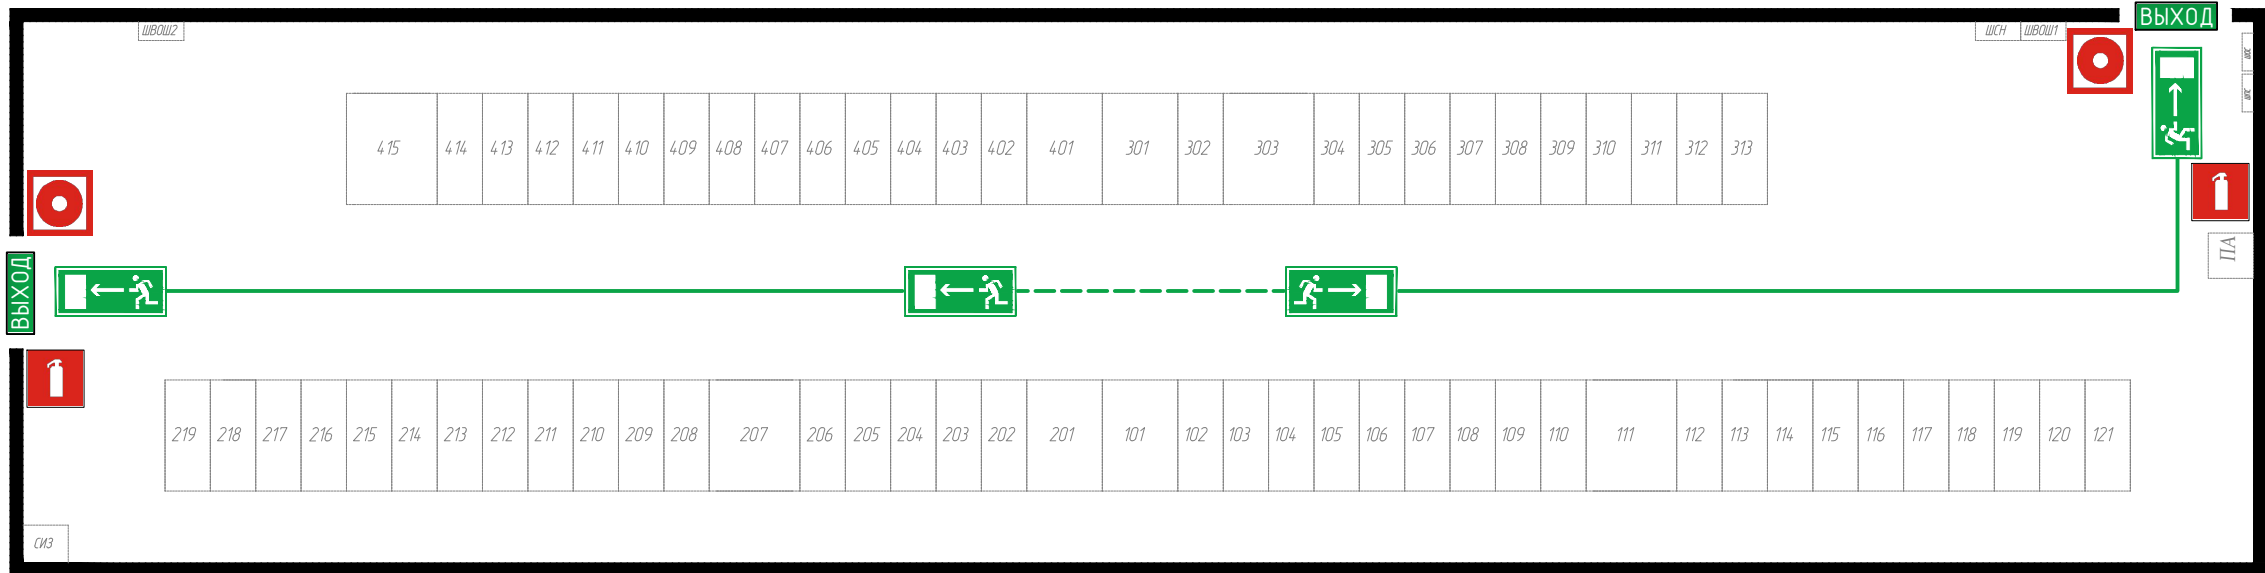 ВЫХОД
ШВОШ2
ШСН ШВОШ1
ШОС
ШПС
415 414 413 412 411 410 409 408 407 406 405 404 403 402 401 301 302 303 304 305 306 307 308 309 310 311 312 313
ПА
ВЫХОД
219 218 217 216 215 214 213 212 211 210 209 208 207 206 205 204 203 202 201 101 102 103 104 105 106 107 108 109 110 111 112 113 114 115 116 117 118 119 120 121
СИЗ